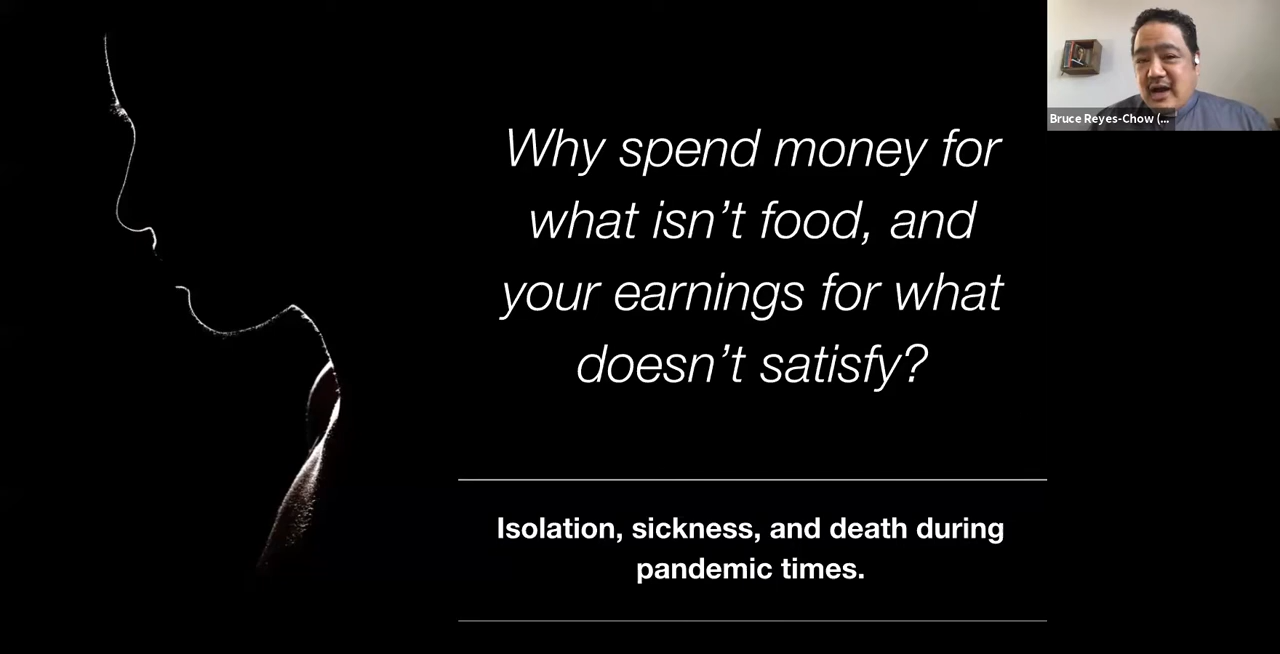 Why spend money for
what isn’t food, and
your earnings for what
doesn’t satisfy?
Isolation, sickness, and death during
pandemic times.
Bruce Reyes-Chow (...